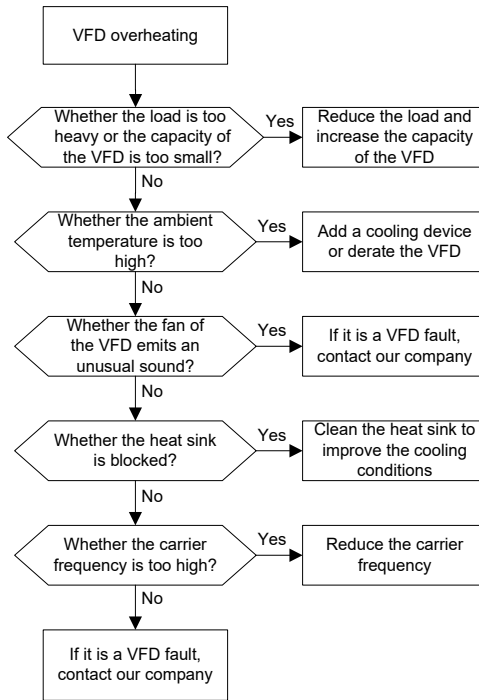 VFD overheating
Whether the load is too
heavy or the capacity of
the VFD is too small?
Yes
Reduce the load and
increase the capacity
of the VFD
No
Whether the ambient
temperature is too
high?
Yes
Add a cooling device
or derate the VFD
No
Whether the fan of
the VFD emits an
unusual sound?
Yes
If it is a VFD fault,
contact our company
No
Whether the heat sink
is blocked?
Yes
Clean the heat sink to
improve the cooling
conditions
No
Whether the carrier
frequency is too high?
Yes
Reduce the carrier
frequency
No
If it is a VFD fault,
contact our company